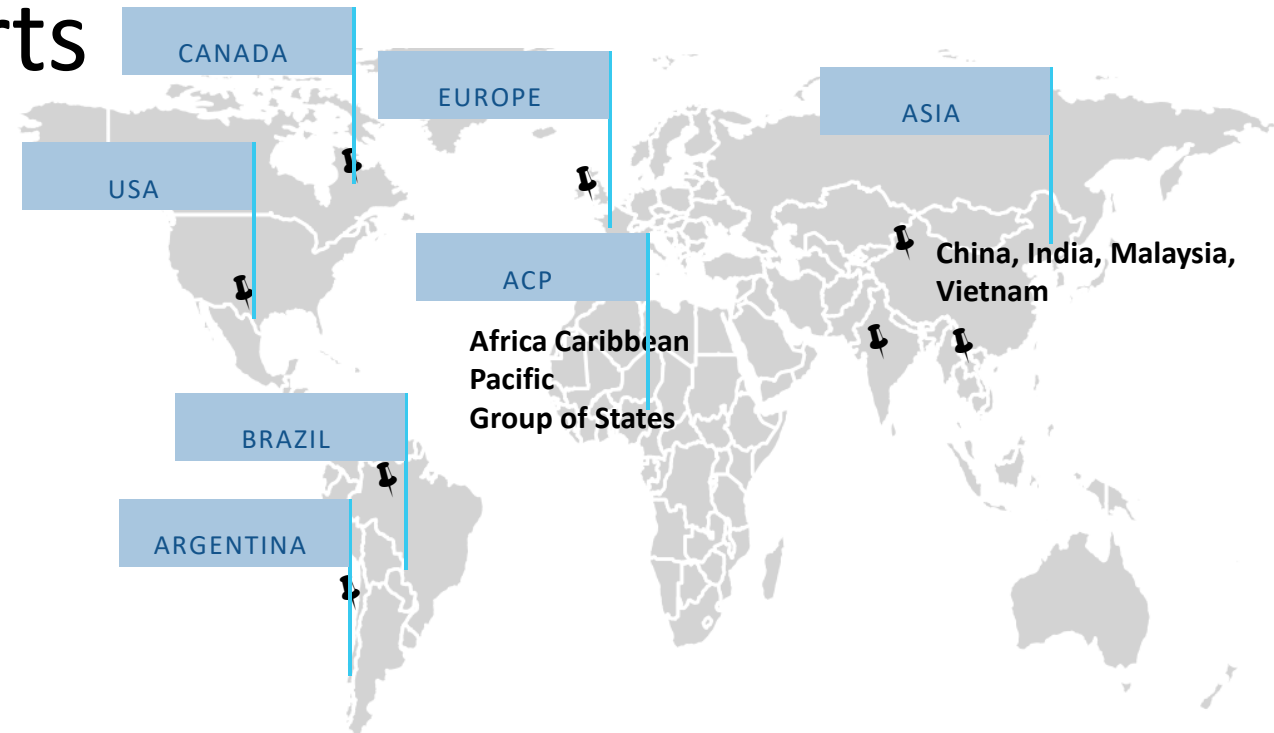 rts
CANADA
EUROPE
ASIA
USA
China, India, Malaysia,
Vietnam
ACP
Africa Caribbean
Pacific
Group of States
BRAZIL
ARGENTINA